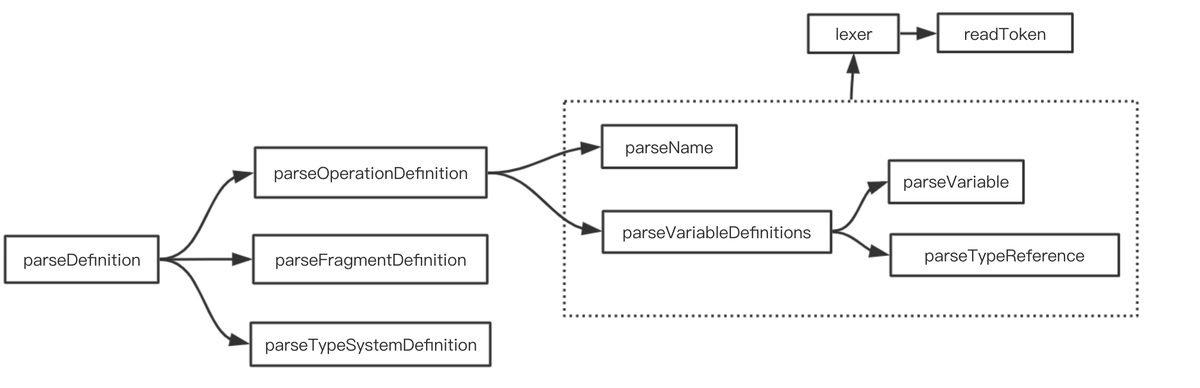 lexer
readToken
parseName
parseOperationDefinition
parseVariable
parseVariableDefinitions
parseDefinition
parseFragmentDefinition
parseTypeReference
parseTypeSystemDefinition